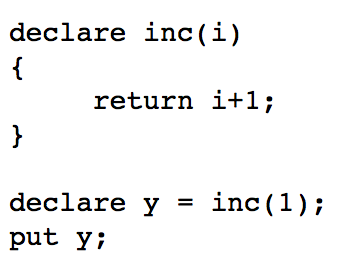 declare inc(i)
{
     return i+1;
}

declare y = inc(1);
put y;